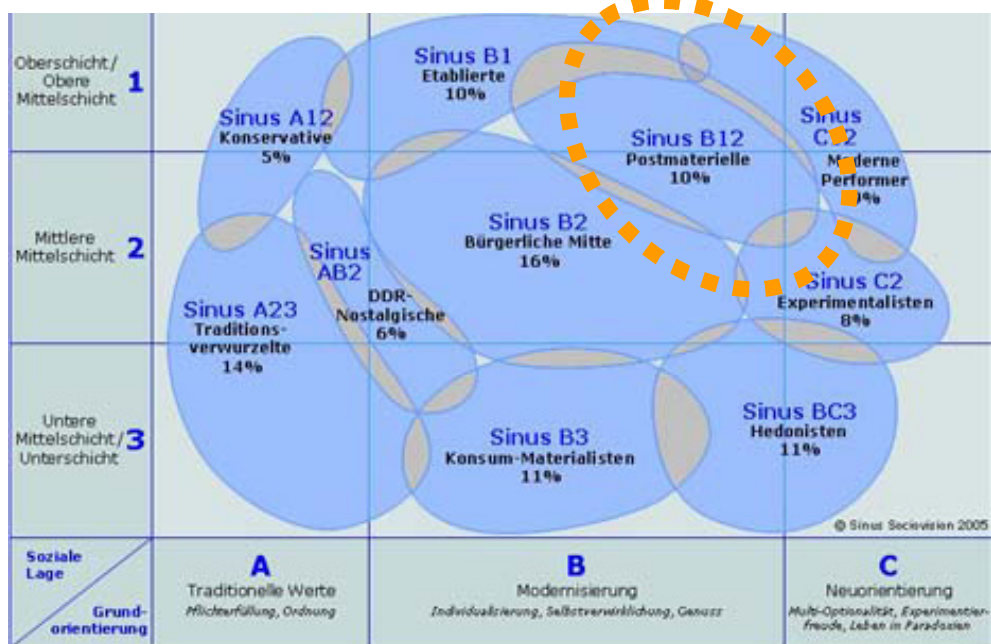 Oberschicht/
Obere
Mittelschicht
1
Mittlere
Mittelschicht
2
Untere
Mittelschicht/
Unterschicht
3
Sinus B1
Etablierte
10%
Sinus A12
Konservative
5%
Sinus B12
Postmaterielle
10%
Sinus
Moderne
Performer
Sinus B2
Bürgerliche Mitte
16%
Sinus
AB2
DDR-
Nostalgische
6%
Sinus A23
Traditions-
verwurzelte
14%
Sinus C2
Experimentalisten
8%
Sinus B3
Konsum-Materialisten
11%
Sinus BC3
Hedonisten
11%
© Sinus Sociovision 2005
Soziale
Lage
Grund-
orientierung
A
Traditionelle Werte
Pflichterfüllung, Ordnung
B
Modernisierung
Individualisierung, Selbstverwirklichung, Genuss
C
Neuorientierung
Multi-Optionalität, Experimentier-
freude, Leben in Paradoxien